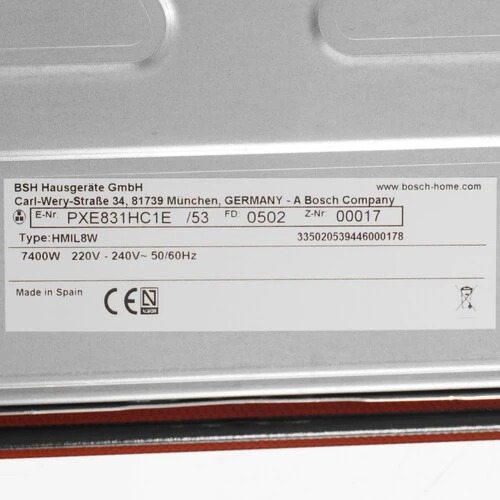 BSH Hausgeräte GmbH www.bosch-home.com
Carl-Wery-Straße 34, 81739 München, GERMANY - A Bosch Company
E-Nr. PXE831HC1E /53 FD 0502 Z-Nr. 00017
Type:HMIL8W 335020539446000178
7400W 220V - 240V~ 50/60Hz
Made in Spain CE N